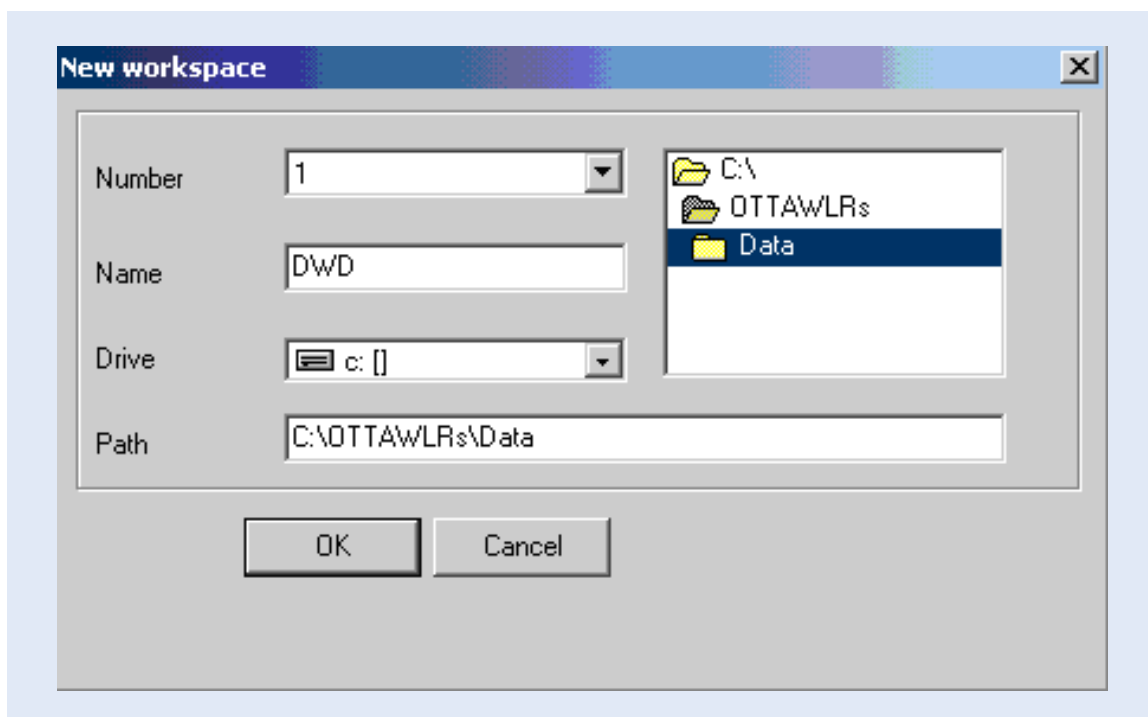 New workspace
Number
1
C:\
OTTAWLRs
Data
Name
DWD
Drive
c: []
Path
C:\OTTAWLRs\Data
OK
Cancel